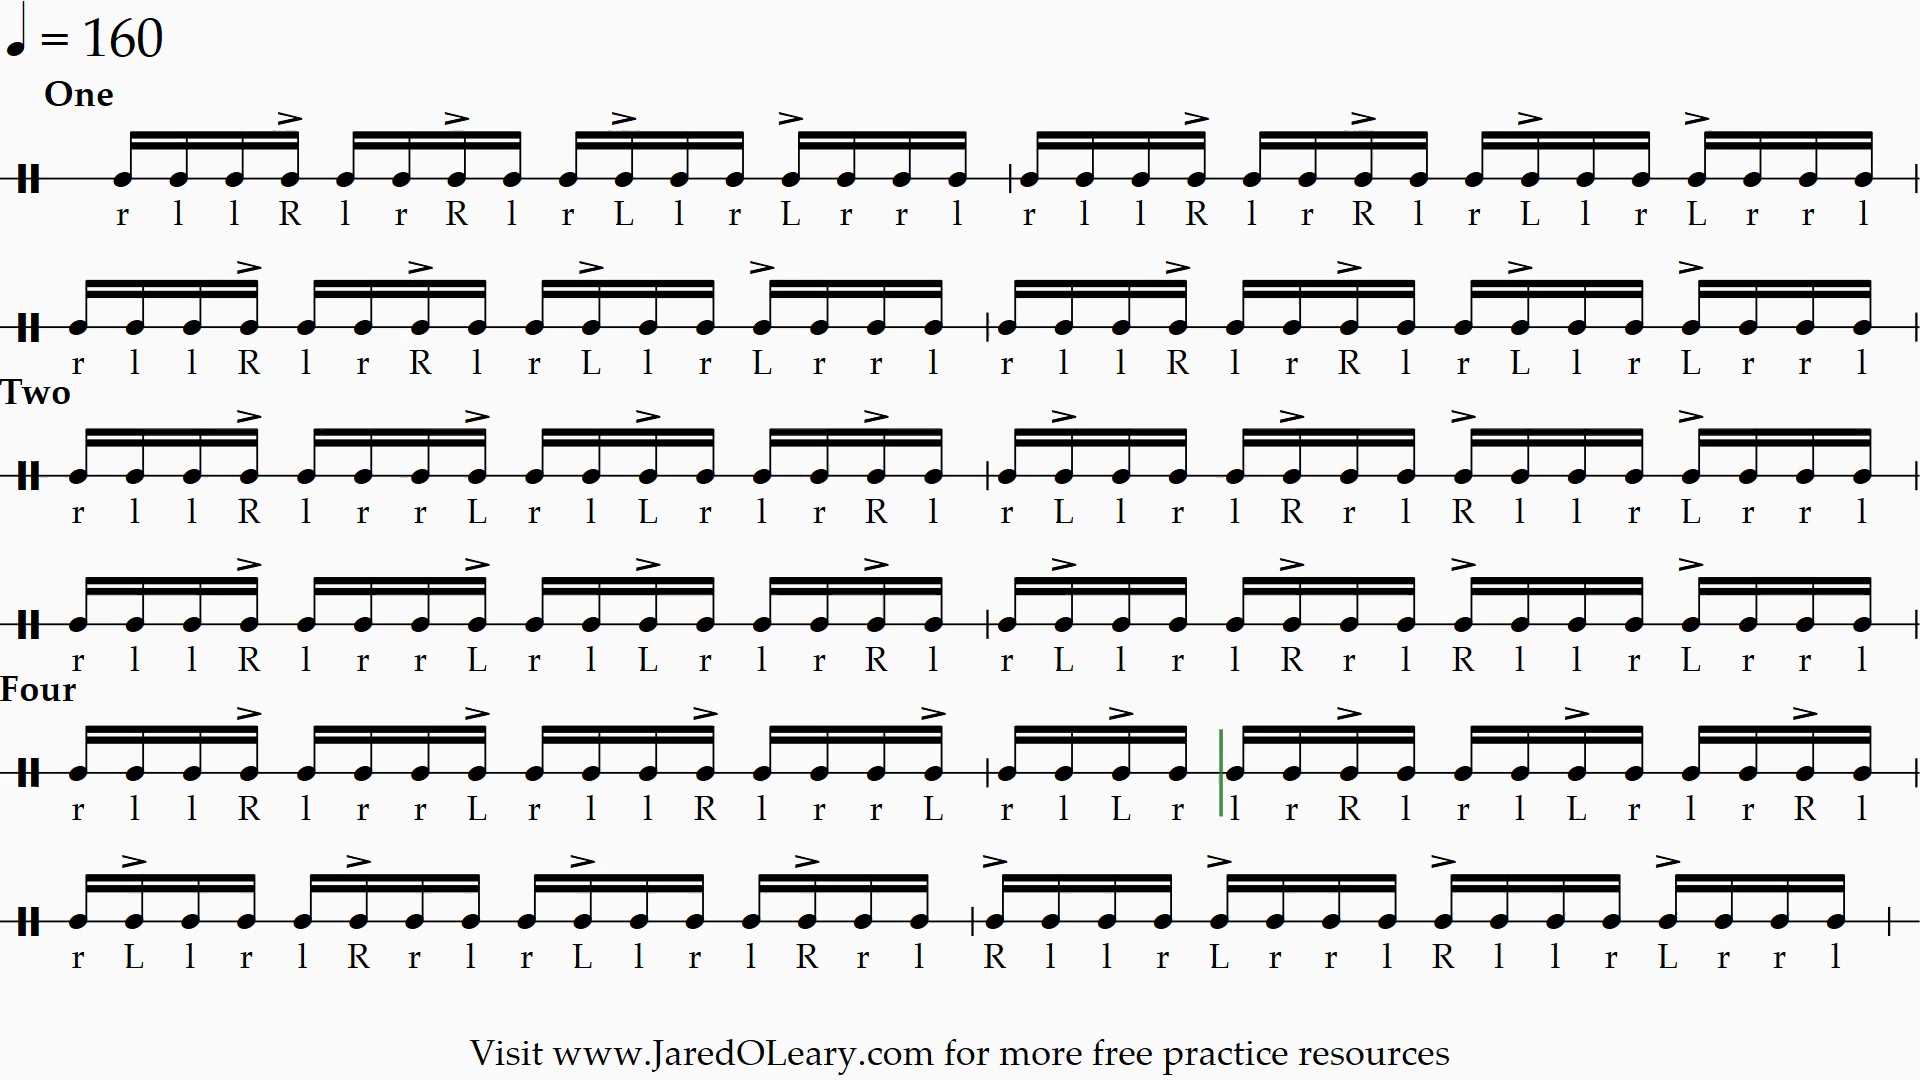 = 160
One
r l l R l r R l r L l r L r r l r l l R l r R l r L l r L r r l
r l l R l r R l r L l r L r r l r l l R l r R l r L l r L r r l
Two
r l l R l r r L r l L r l r R l r L l r l R r l R l l r L r r l
r l l R l r r L r l L r l r R l r L l r l R r l R l l r L r r l
Four
r l l R l r r L r l l R l r r L r l L r l r R l r l L r l r R l
r L l r l R r l r L l r l R r l R l l r L r r l R l l r L r r l
Visit www.JaredOLeary.com for more free practice resources